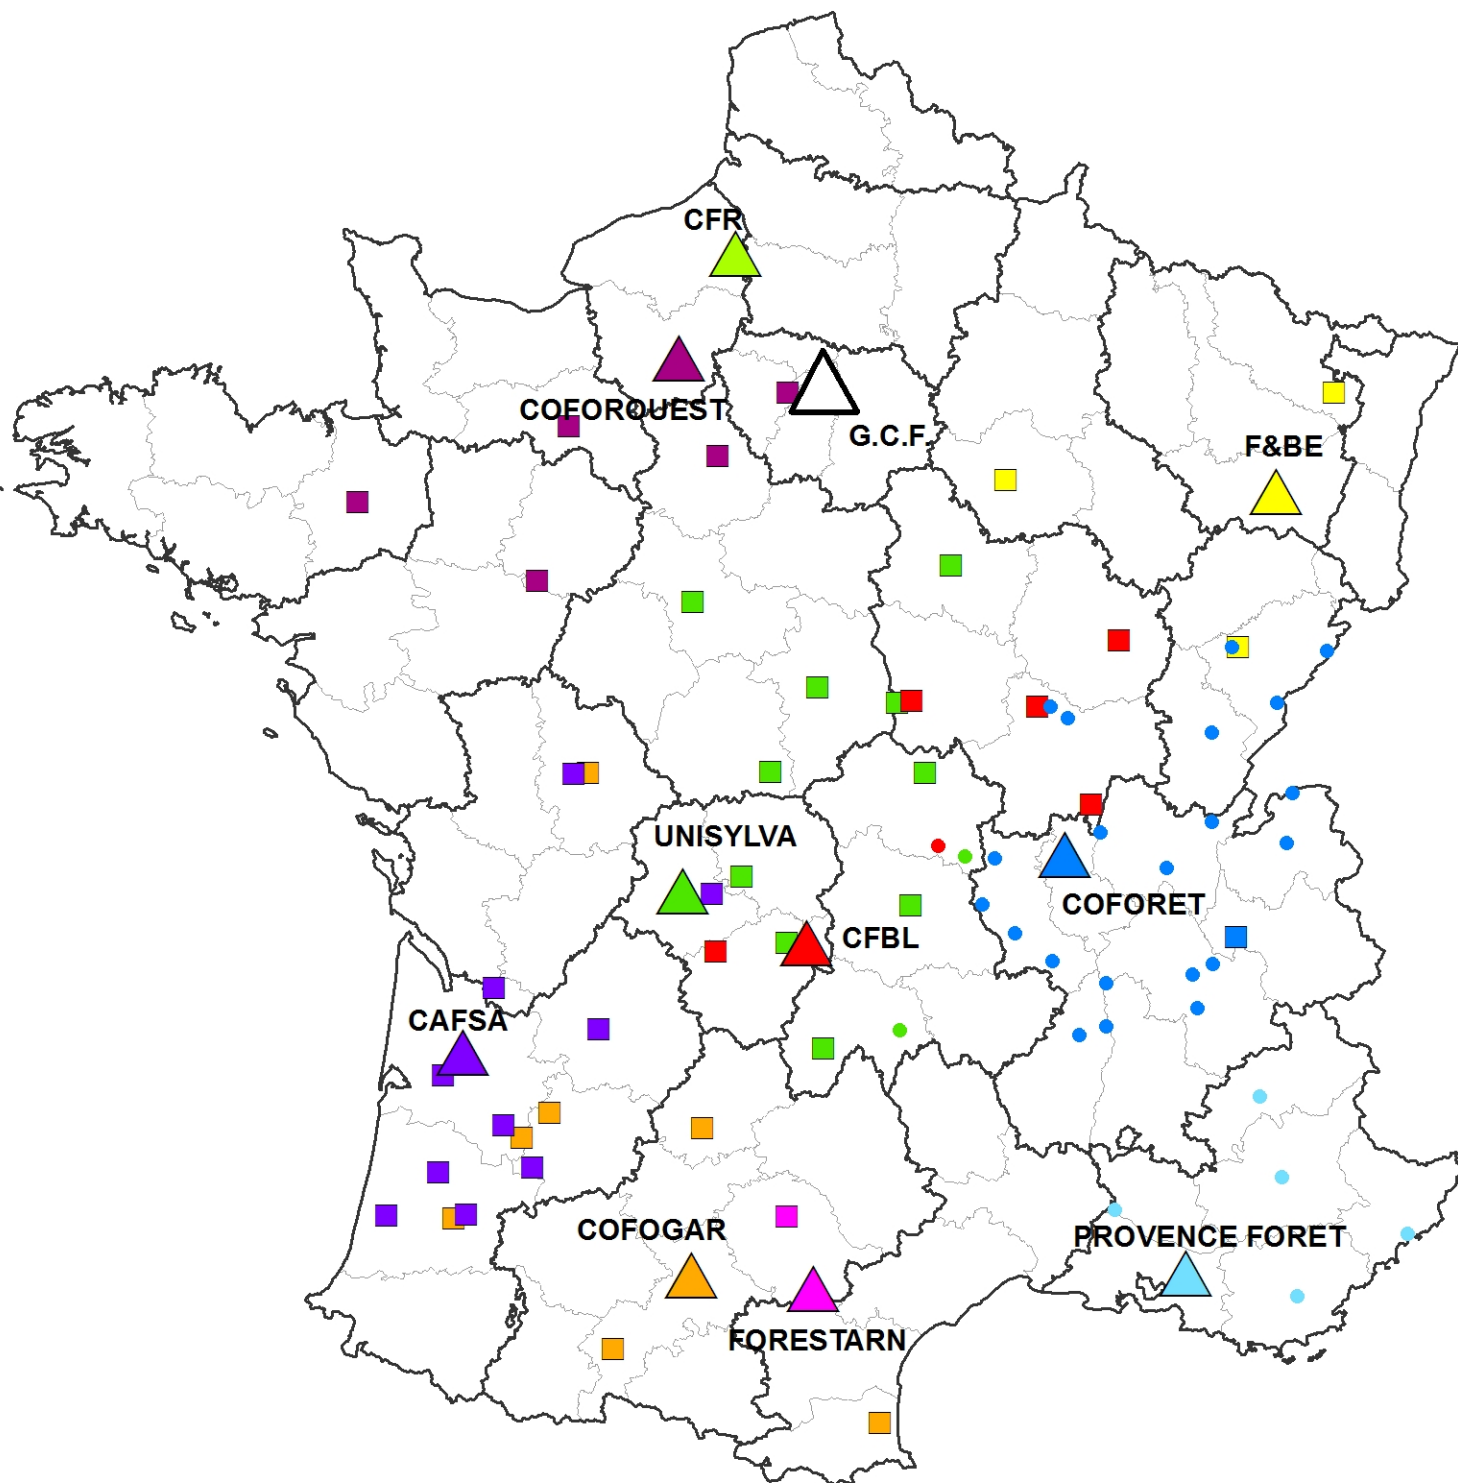 CFR
COFOROUEST
G.C.F.
F&BE
UNISYLVA
COFORET
CFBL
CAFSA
COFOGAR
PROVENCE FORET
FORESTARN